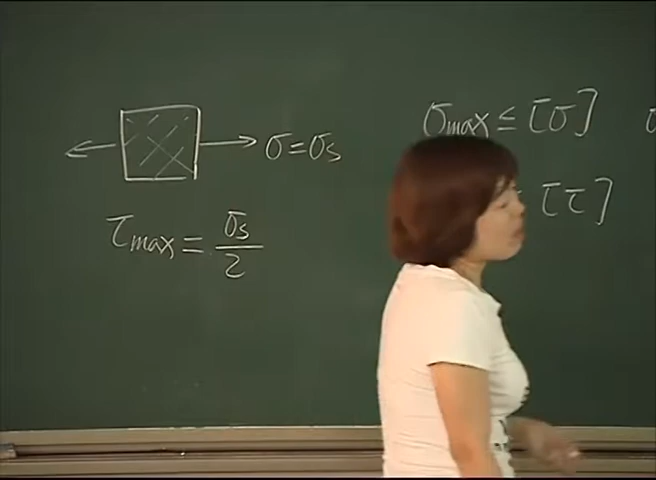 σ=σs
τmax = σs/2
σmax ≤ [σ]
[τ]